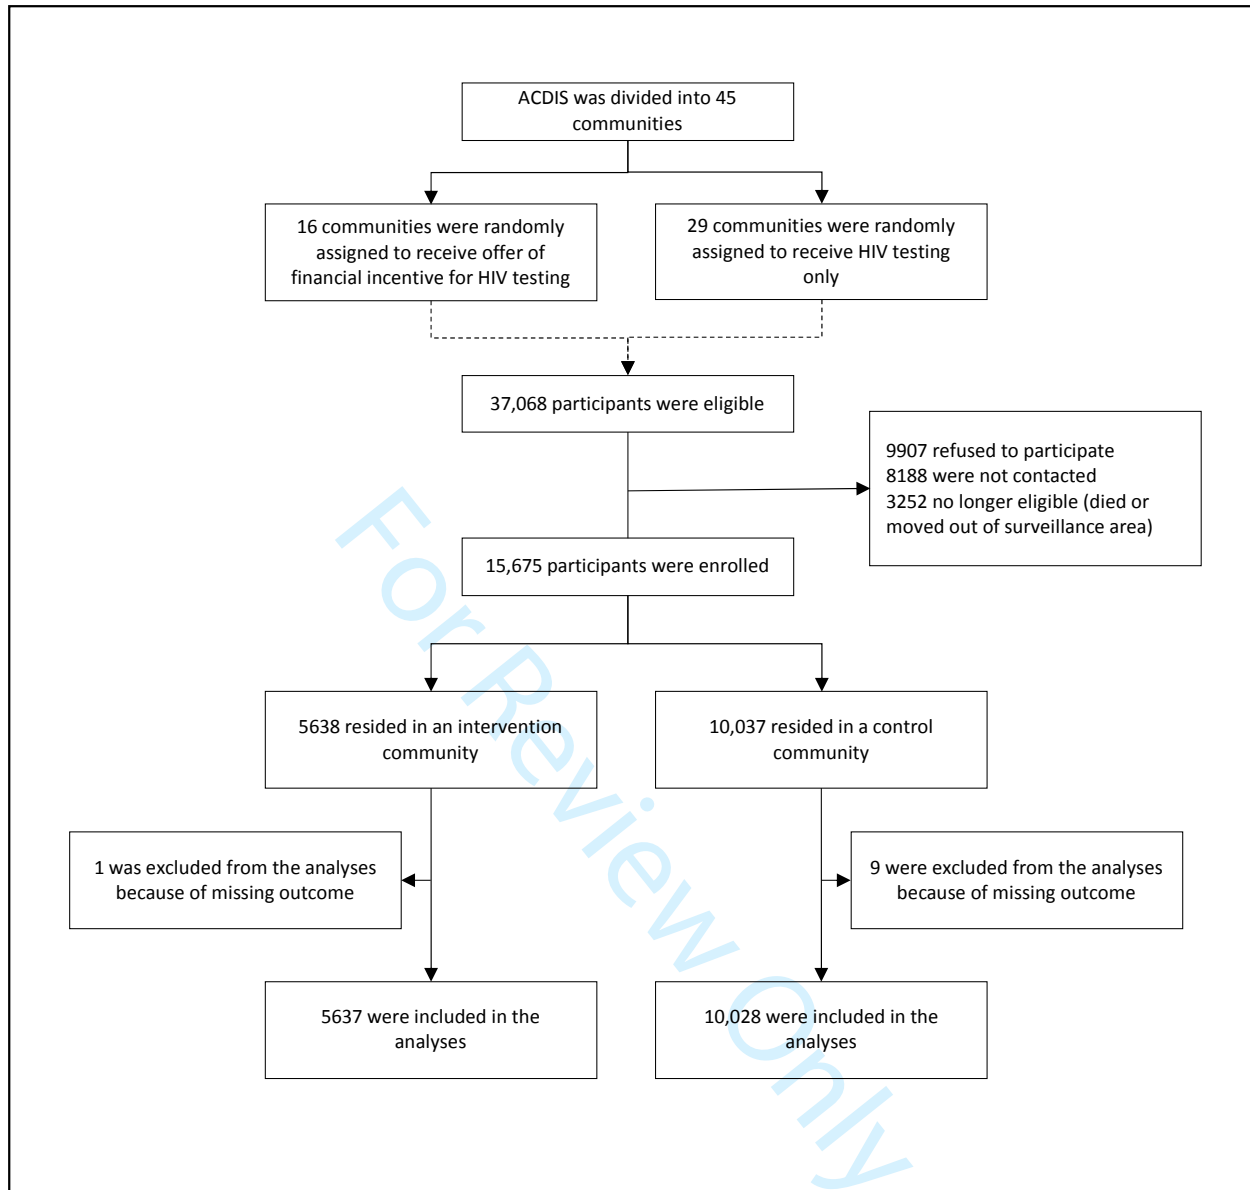 ACDIS was divided into 45
communities
16 communities were randomly
assigned to receive offer of
financial incentive for HIV testing
29 communities were randomly
assigned to receive HIV testing
only
37,068 participants were eligible
9907 refused to participate
8188 were not contacted
3252 no longer eligible (died or
moved out of surveillance area)
15,675 participants were enrolled
5638 resided in an intervention
community
10,037 resided in a control
community
1 was excluded from the analyses
because of missing outcome
9 were excluded from the analyses
because of missing outcome
5637 were included in the
analyses
10,028 were included in the
analyses
For Review Only